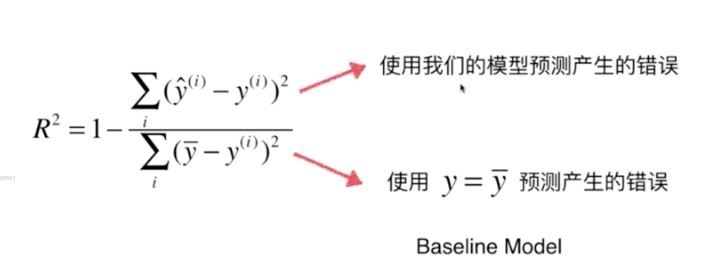 使用我们的模型预测产生的错误
R² = 1 - \frac{\sum_i (\hat{y}^{(i)} - y^{(i)})^2}{\sum_i (\overline{y} - y^{(i)})^2}
使用 y = \overline{y} 预测产生的错误
Baseline Model